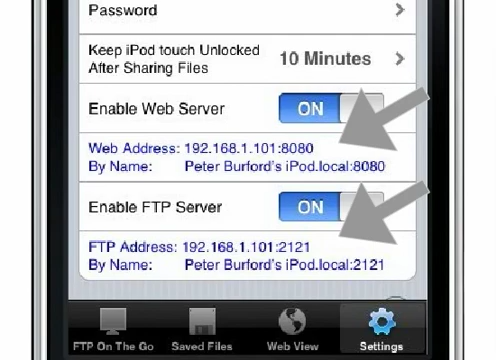 Password
Keep iPod touch Unlocked
After Sharing Files
10 Minutes
Enable Web Server
ON
Web Address: 192.168.1.101:8080
By Name: Peter Burford's iPod.local:8080
Enable FTP Server
ON
FTP Address: 192.168.1.101:2121
By Name: Peter Burford's iPod.local:2121
FTP On The Go
Saved Files
Web View
Settings